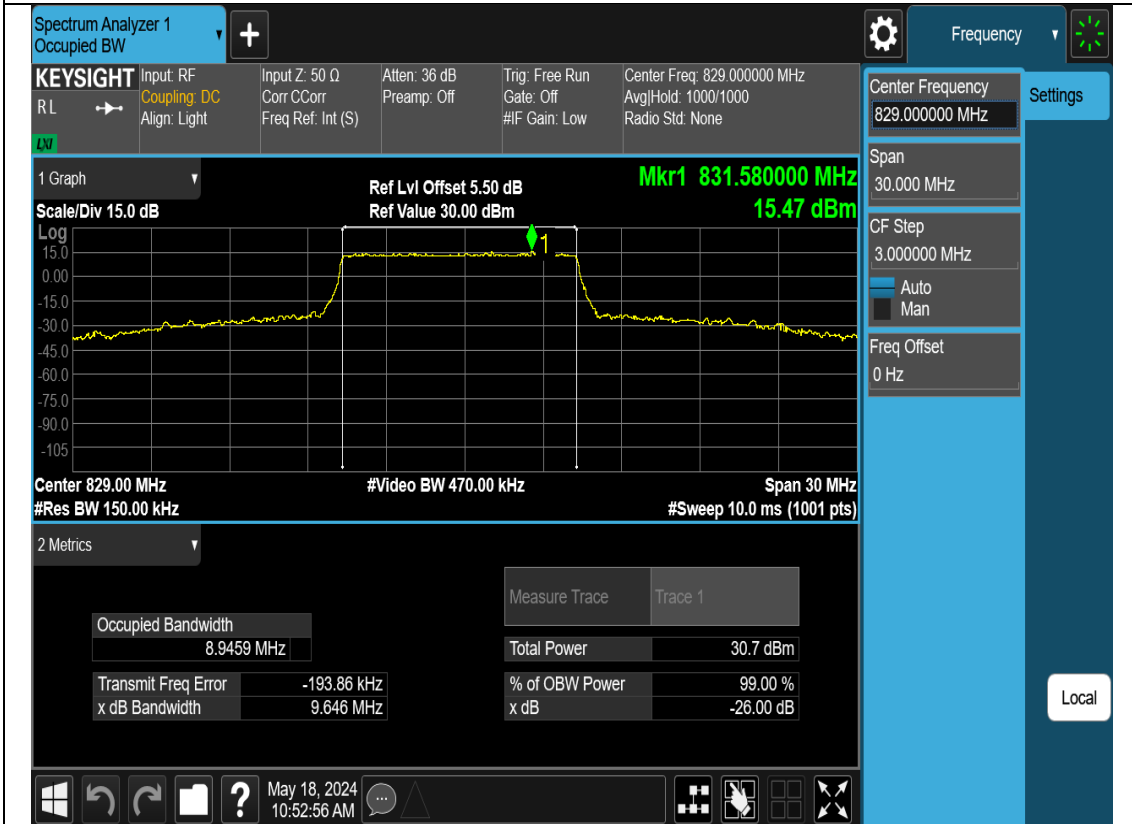 Spectrum Analyzer 1
Occupied BW
Frequency
KEYSIGHT
R L
LXI
Input: RF
Coupling: DC
Align: Light
Input Z: 50 Ω
Corr CCorr
Freq Ref: Int (S)
Atten: 36 dB
Preamp: Off
Trig: Free Run
Gate: Off
#IF Gain: Low
Center Freq: 829.000000 MHz
Avg|Hold: 1000/1000
Radio Std: None
Center Frequency
829.000000 MHz
Settings
Span
30.000 MHz
CF Step
3.000000 MHz
Auto
Man
Freq Offset
0 Hz
Local
1 Graph
Scale/Div 15.0 dB
Ref Lvl Offset 5.50 dB
Ref Value 30.00 dBm
Mkr1 831.580000 MHz
15.47 dBm
Log
15.0
0.00
-15.0
-30.0
-45.0
-60.0
-75.0
-90.0
-105
1
Center 829.00 MHz
#Video BW 470.00 kHz
Span 30 MHz
#Res BW 150.00 kHz
#Sweep 10.0 ms (1001 pts)
2 Metrics
Measure Trace Trace 1
Occupied Bandwidth
8.9459 MHz
Total Power 30.7 dBm
Transmit Freq Error -193.86 kHz
% of OBW Power 99.00 %
x dB Bandwidth 9.646 MHz
x dB -26.00 dB
May 18, 2024
10:52:56 AM